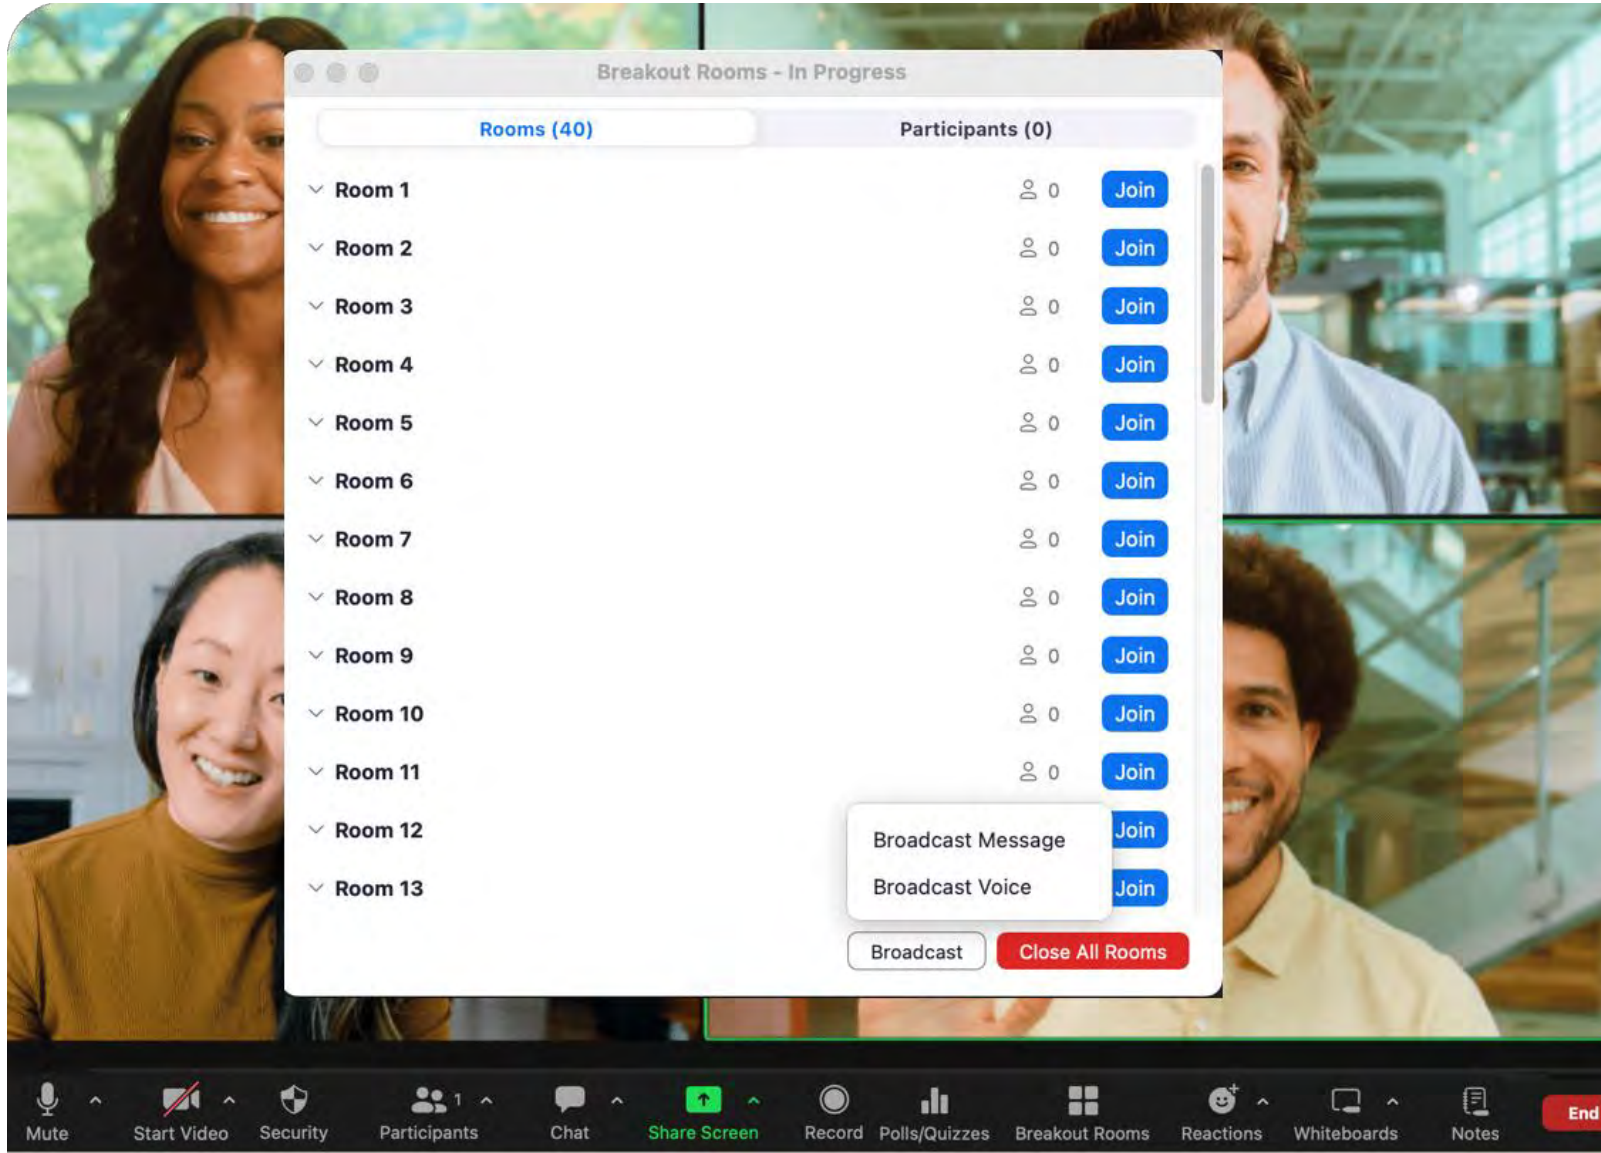 Breakout Rooms - In Progress
Rooms (40) Participants (0)
Room 1 0 Join
Room 2 0 Join
Room 3 0 Join
Room 4 0 Join
Room 5 0 Join
Room 6 0 Join
Room 7 0 Join
Room 8 0 Join
Room 9 0 Join
Room 10 0 Join
Room 11 0 Join
Room 12 Join
Broadcast Message
Room 13 Join
Broadcast Voice
Broadcast Close All Rooms
1
Mute Start Video Security Participants Chat Share Screen Record Polls/Quizzes Breakout Rooms Reactions Whiteboards Notes End